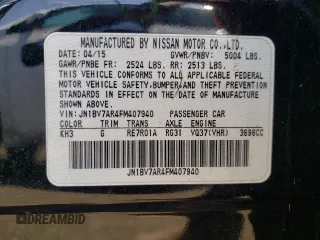 MANUFACTURED BY NISSAN MOTOR CO.,LTD.
DATE: 04/15 GVWR/PNBV: 5004 LBS.
GAWR/PNBE FR: 2524 LBS. RR: 2513 LBS.
THIS VEHICLE CONFORMS TO ALL APPLICABLE FEDERAL
MOTOR VEHICLE SAFETY,BUMPER,AND THEFT PREVENTION
STANDARDS IN EFFECT ON THE DATE OF MANUFACTURE
SHOWN ABOVE.
VIN:JN1BV7AR4FM407940 PASSENGER CAR
COLOR TRIM TRANS AXLE ENGINE
KH3 G RE7R01A RG31 VQ37(VHR) 3696CC
JN1BV7AR4FM407940
EPIC
AUTOBIDMD